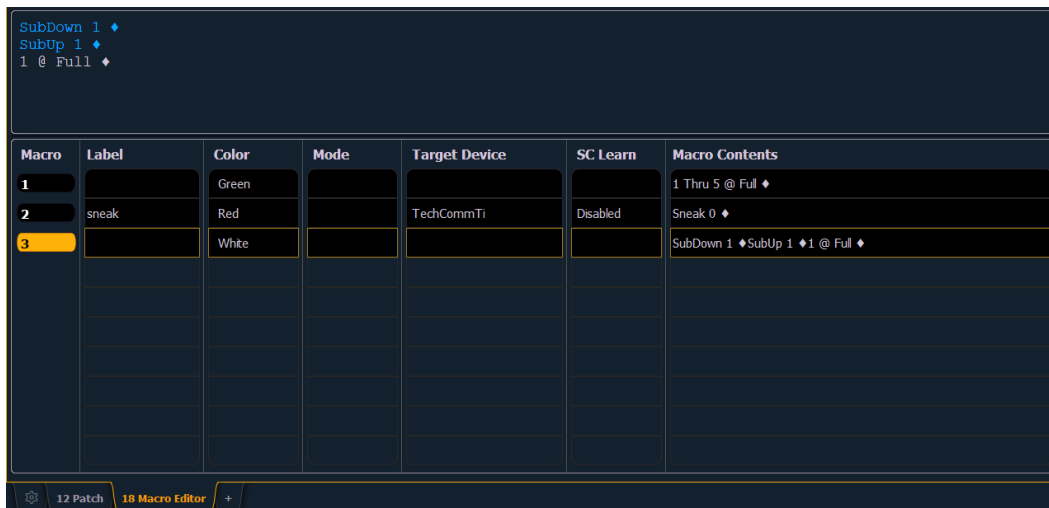 SubDown 1 ♦
SubUp 1 ♦
1 @ Full ♦
Macro Label Color Mode Target Device SC Learn Macro Contents
1 Green 1 Thru 5 @ Full ♦
2 sneak Red TechCommTi Disabled Sneak 0 ♦
3 White SubDown 1 ♦SubUp 1 ♦1 @ Full ♦
12 Patch 18 Macro Editor +